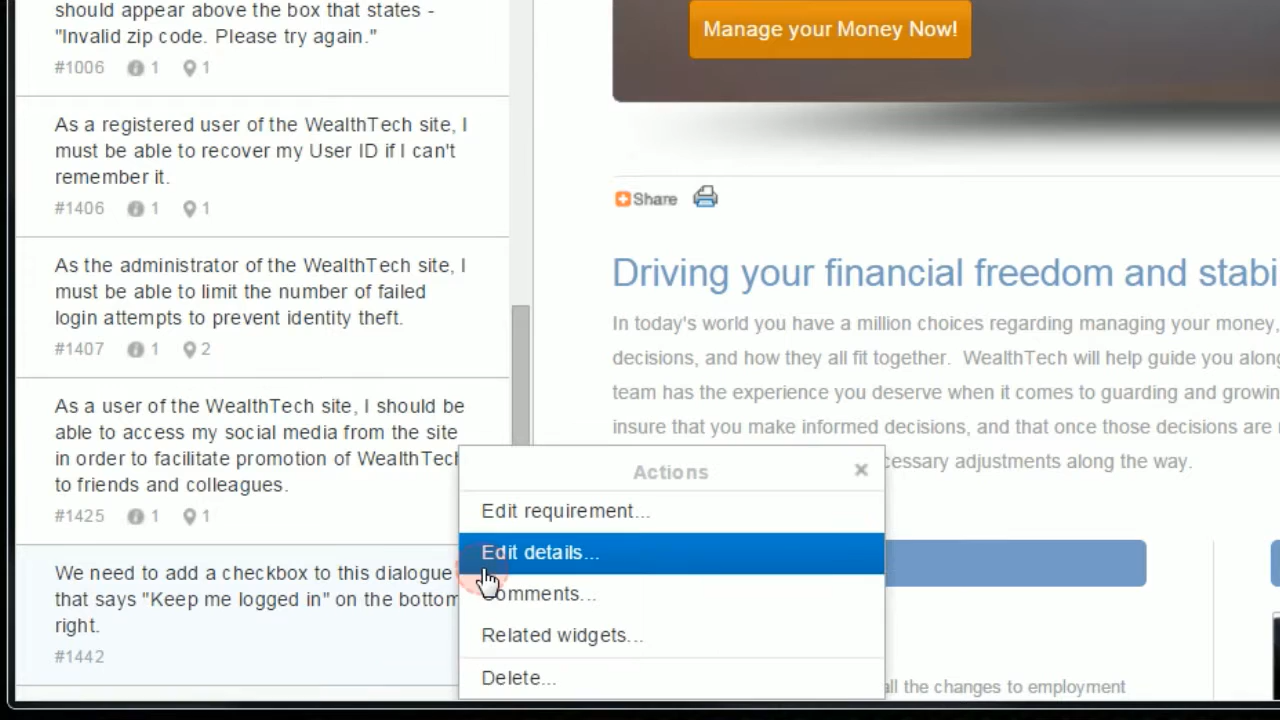 should appear above the box that states -
"Invalid zip code. Please try again."
#1006 1 1
As a registered user of the WealthTech site, I
must be able to recover my User ID if I can't
remember it.
#1406 1 1
As the administrator of the WealthTech site, I
must be able to limit the number of failed
login attempts to prevent identity theft.
#1407 1 2
As a user of the WealthTech site, I should be
able to access my social media from the site
in order to facilitate promotion of WealthTech
to friends and colleagues.
#1425 1 1
We need to add a checkbox to this dialogue
that says "Keep me logged in" on the bottom
right.
#1442
Actions
Edit requirement...
Edit details...
Comments...
Related widgets...
Delete...
Manage your Money Now!
Share
Driving your financial freedom and stabi
In today's world you have a million choices regarding managing your money,
decisions, and how they all fit together. WealthTech will help guide you along
team has the experience you deserve when it comes to guarding and growin
insure that you make informed decisions, and that once those decisions are
cessary adjustments along the way.
all the changes to employment